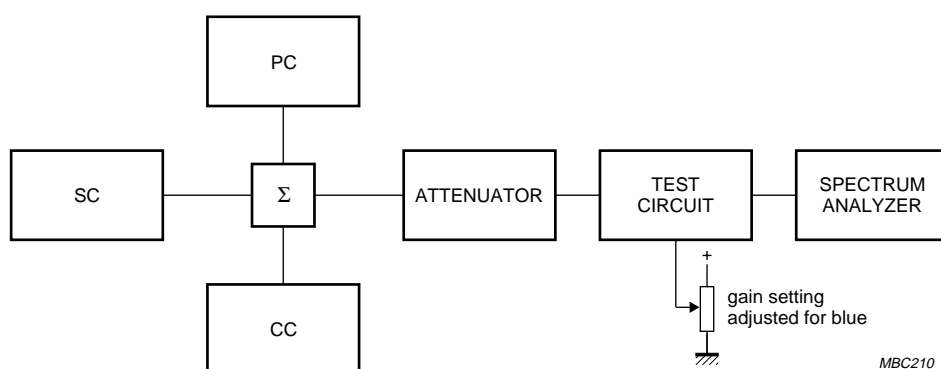 PC
SC
Σ
ATTENUATOR
TEST
CIRCUIT
SPECTRUM
ANALYZER
CC
+
gain setting
adjusted for blue
MBC210